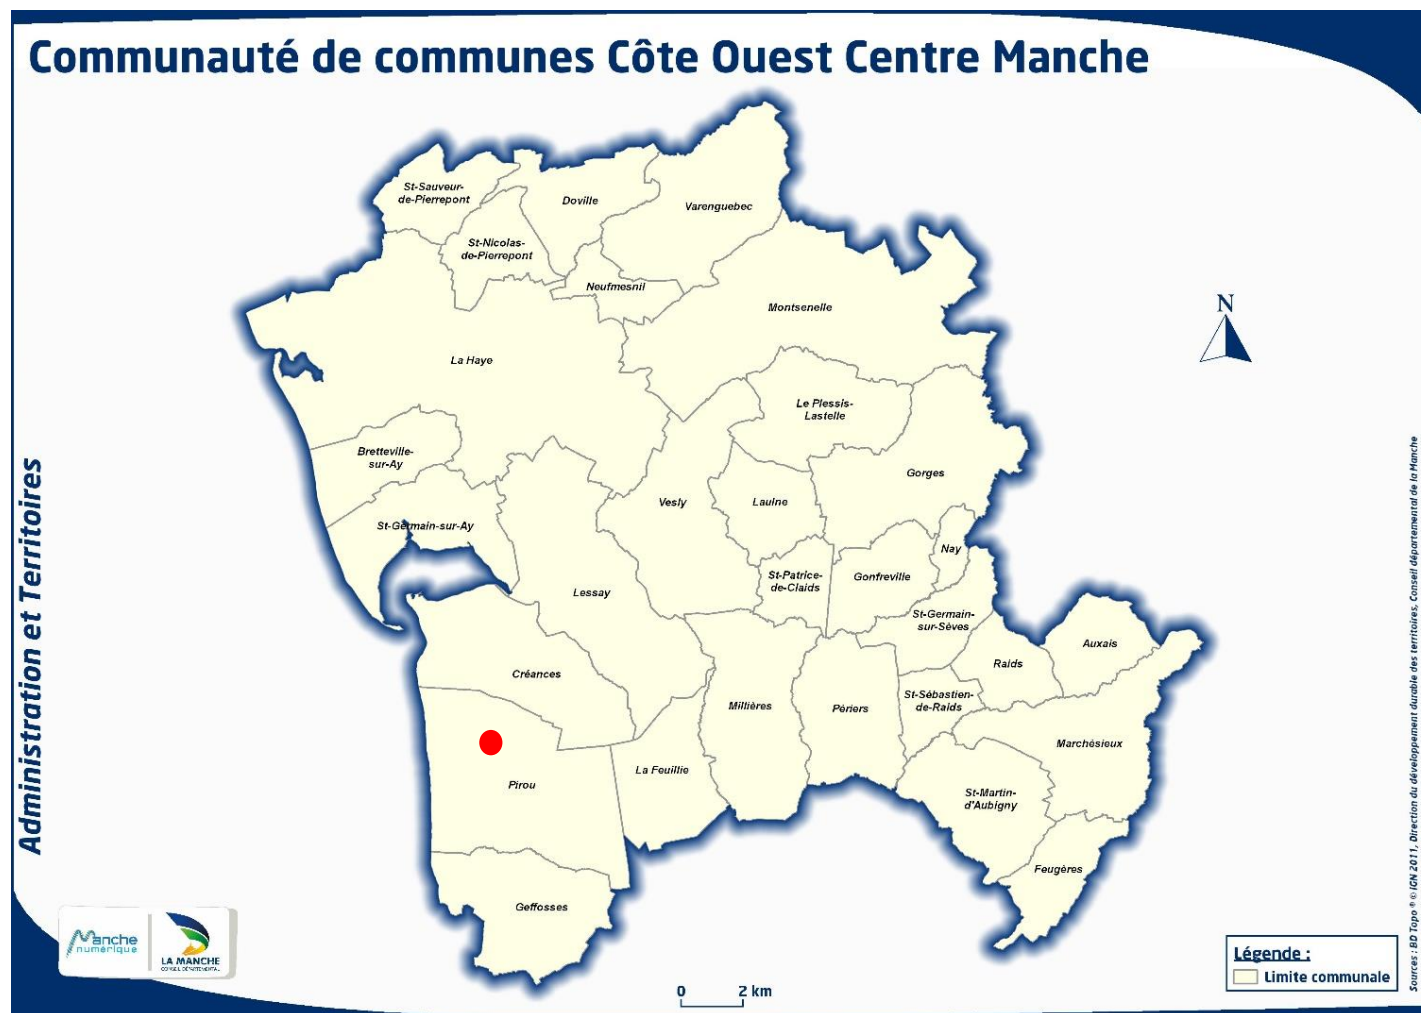 Communauté de communes Côte Ouest Centre Manche
St-Sauveur-
de-Pierrepont
Doville
Varenguebec
St-Nicolas-
de-Pierrepont
Neufmesnil
Montsenelle
N
La Haye
Le Plessis-
Lastelle
Bretteville-
sur-Ay
Gorges
Vesly
Laulne
St-Germain-sur-Ay
Nay
St-Patrice-
de-Claids
Gonfreville
Lessay
St-Germain-
sur-Sèves
Auxais
Raids
Créances
St-Sébastien-
de-Raids
Millières
Périers
Marchésieux
La Feuillie
Pirou
St-Martin-
d'Aubigny
Feugères
Geffosses
Administration et Territoires
Sources : BD Topo ® © IGN 2011, Direction du développement durable des territoires, Conseil départemental de la Manche
Manche
numérique
LA MANCHE
CONSEIL DÉPARTEMENTAL
0 2 km
Légende :
Limite communale